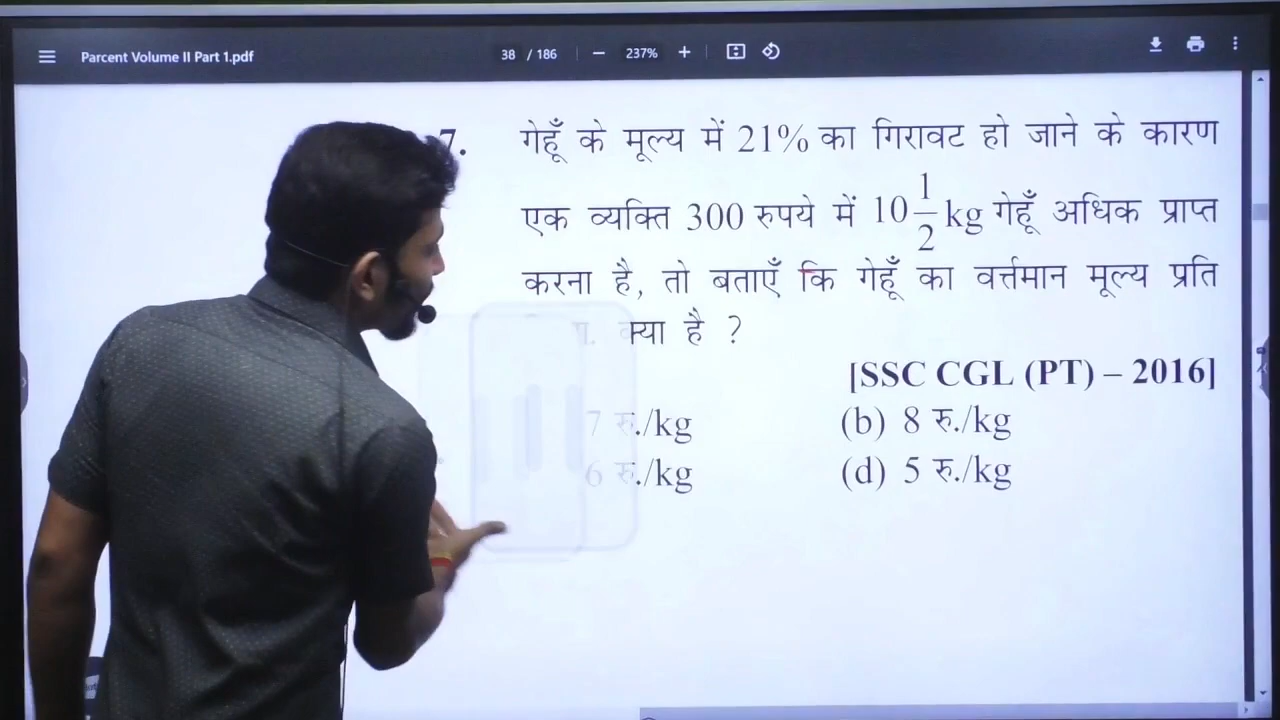 Parcent Volume II Part 1.pdf
38 / 186
237%
7. गेहूँ के मूल्य में 21% का गिरावट हो जाने के कारण
एक व्यक्ति 300 रुपये में 10 1/2 kg गेहूँ अधिक प्राप्त
करना है, तो बताएँ कि गेहूँ का वर्त्तमान मूल्य प्रति
क्या है ?
[SSC CGL (PT) – 2016]
7 रु./kg (b) 8 रु./kg
6 रु./kg (d) 5 रु./kg